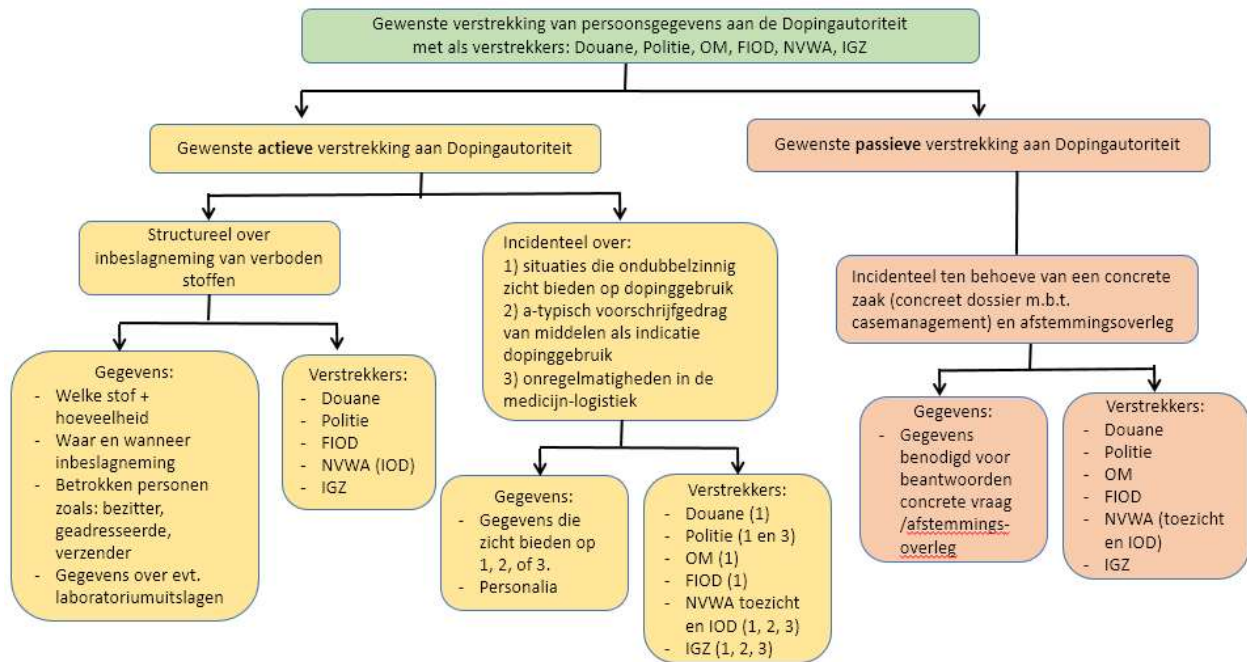 Gewenste verstrekking van persoonsgegevens aan de Dopingautoriteit
met als verstrekkers: Douane, Politie, OM, FIOD, NVWA, IGZ
Gewenste actieve verstrekking aan Dopingautoriteit
Gewenste passieve verstrekking aan Dopingautoriteit
Structureel over
inbeslagneming van verboden
stoffen
Incidenteel over:
1) situaties die ondubbelzinnig
zicht bieden op dopinggebruik
2) a-typisch voorschrijfgedrag
van middelen als indicatie
dopinggebruik
3) onregelmatigheden in de
medicijn-logistiek
Incidenteel ten behoeve van een concrete
zaak (concreet dossier m.b.t.
casemanagement) en afstemmingsoverleg
Gegevens:
- Welke stof +
hoeveelheid
- Waar en wanneer
inbeslagneming
- Betrokken personen
zoals: bezitter,
geadresseerde,
verzender
- Gegevens over evt.
laboratoriumuitslagen
Verstrekkers:
- Douane
- Politie
- FIOD
- NVWA (IOD)
- IGZ
Gegevens:
- Gegevens die
zicht bieden op
1, 2, of 3.
- Personalia
Verstrekkers:
- Douane (1)
- Politie (1 en 3)
- OM (1)
- FIOD (1)
- NVWA toezicht
en IOD (1, 2, 3)
- IGZ (1, 2, 3)
Gegevens:
- Gegevens
benodigd voor
beantwoorden
concrete vraag
/afstemmings-
overleg
Verstrekkers:
- Douane
- Politie
- OM
- FIOD
- NVWA (toezicht
en IOD)
- IGZ